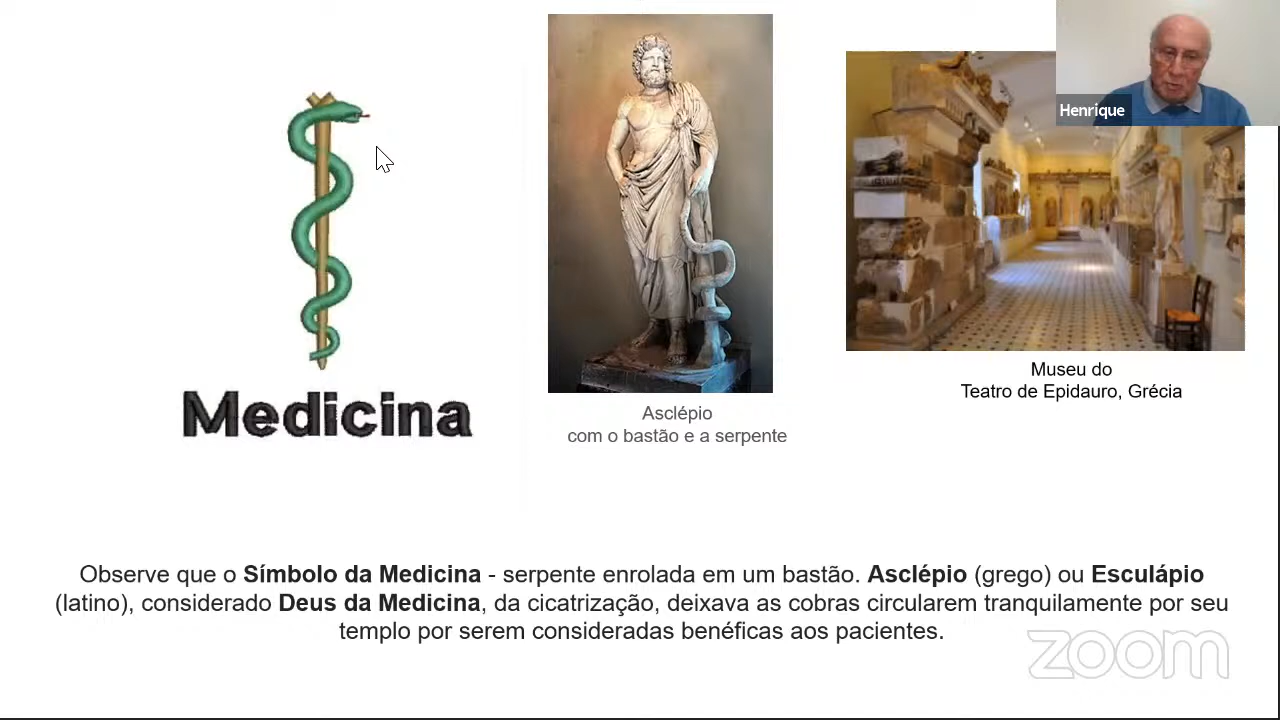 Henrique
Medicina
Asclépio
com o bastão e a serpente
Museu do
Teatro de Epidauro, Grécia
Observe que o Símbolo da Medicina - serpente enrolada em um bastão. Asclépio (grego) ou Esculápio
(latino), considerado Deus da Medicina, da cicatrização, deixava as cobras circularem tranquilamente por seu
templo por serem consideradas benéficas aos pacientes.
zoom